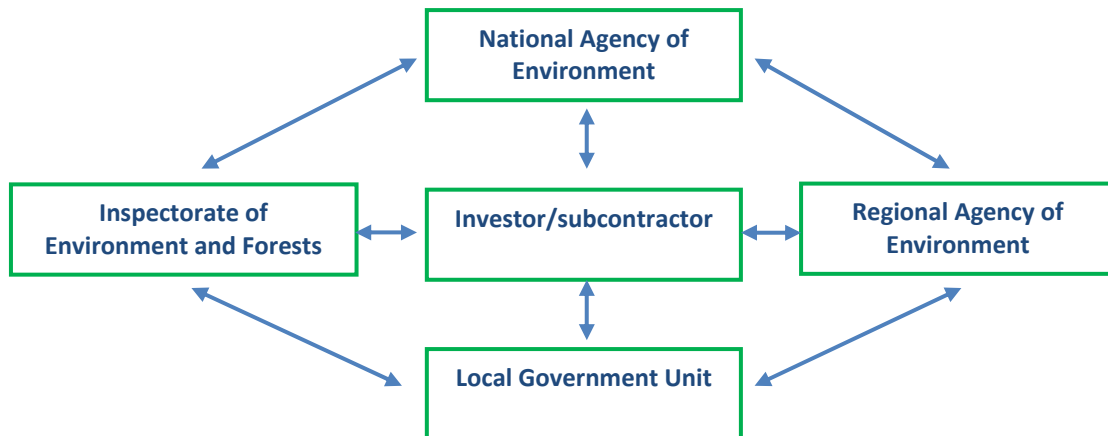 National Agency of
Environment
Inspectorate of
Environment and Forests
Investor/subcontractor
Regional Agency of
Environment
Local Government Unit